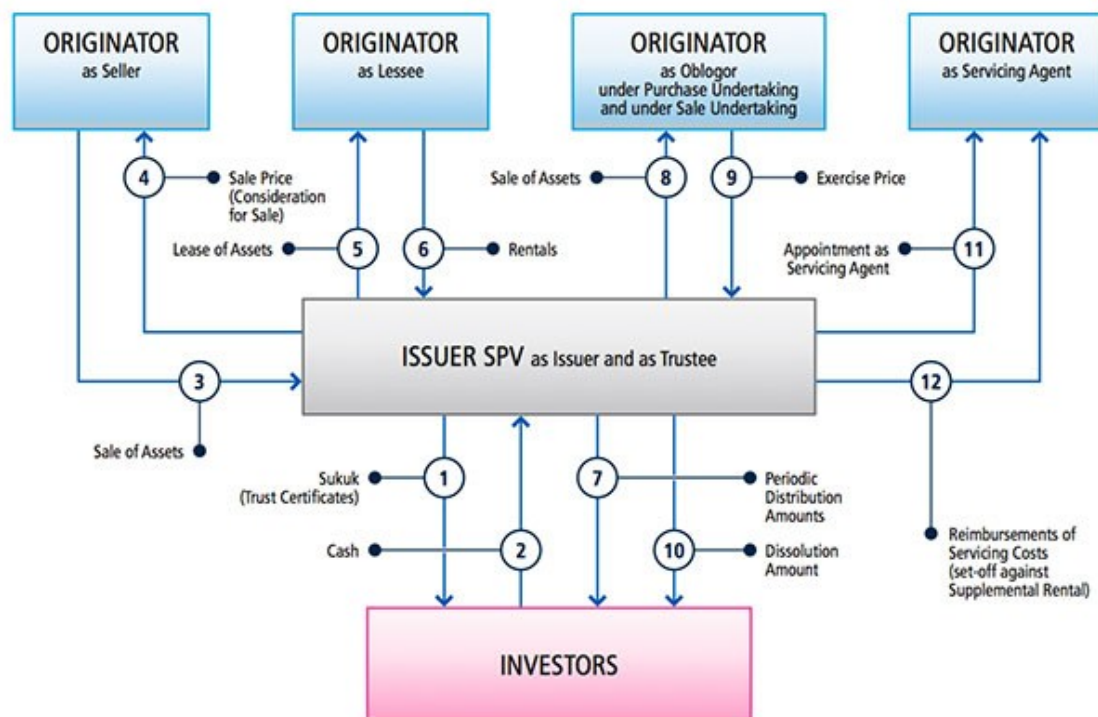 ORIGINATOR
as Seller
ORIGINATOR
as Lessee
ORIGINATOR
as Oblogor
under Purchase Undertaking
and under Sale Undertaking
ORIGINATOR
as Servicing Agent
4
Sale Price
(Consideration
for Sale)
Sale of Assets
8
9
Exercise Price
Lease of Assets
5
6
Rentals
Appointment as
Servicing Agent
11
ISSUER SPV as Issuer and as Trustee
3
12
Sale of Assets
Sukuk
(Trust Certificates)
1
7
Periodic
Distribution
Amounts
Cash
2
10
Dissolution
Amount
Reimbursements of
Servicing Costs
(set-off against
Supplemental Rental)
INVESTORS